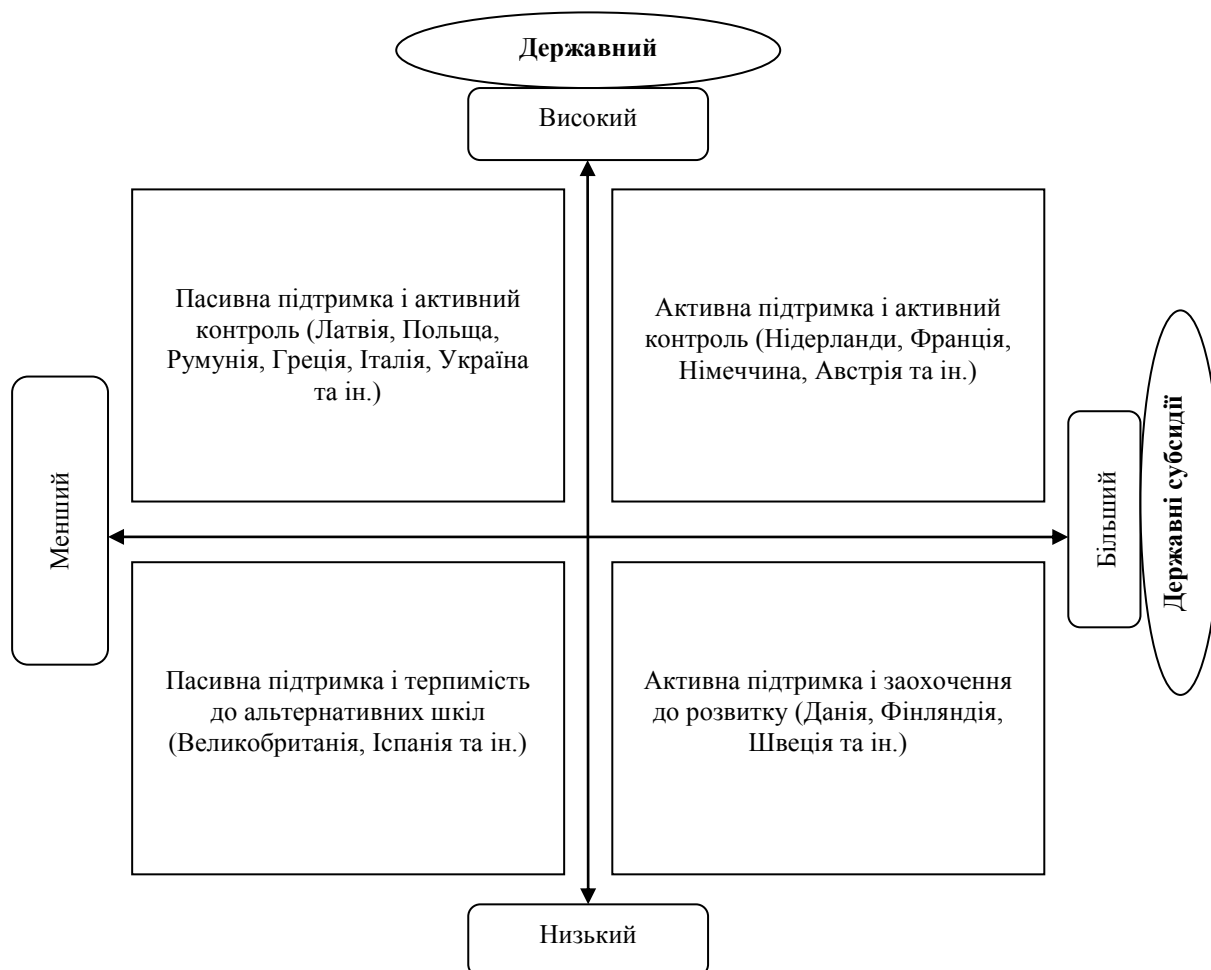 Державний
Високий
Пасивна підтримка і активний
контроль (Латвія, Польща,
Румунія, Греція, Італія, Україна
та ін.)
Активна підтримка і активний
контроль (Нідерланди, Франція,
Німеччина, Австрія та ін.)
Менший
Більший
Державні субсидії
Пасивна підтримка і терпимість
до альтернативних шкіл
(Великобританія, Іспанія та ін.)
Активна підтримка і заохочення
до розвитку (Данія, Фінляндія,
Швеція та ін.)
Низький